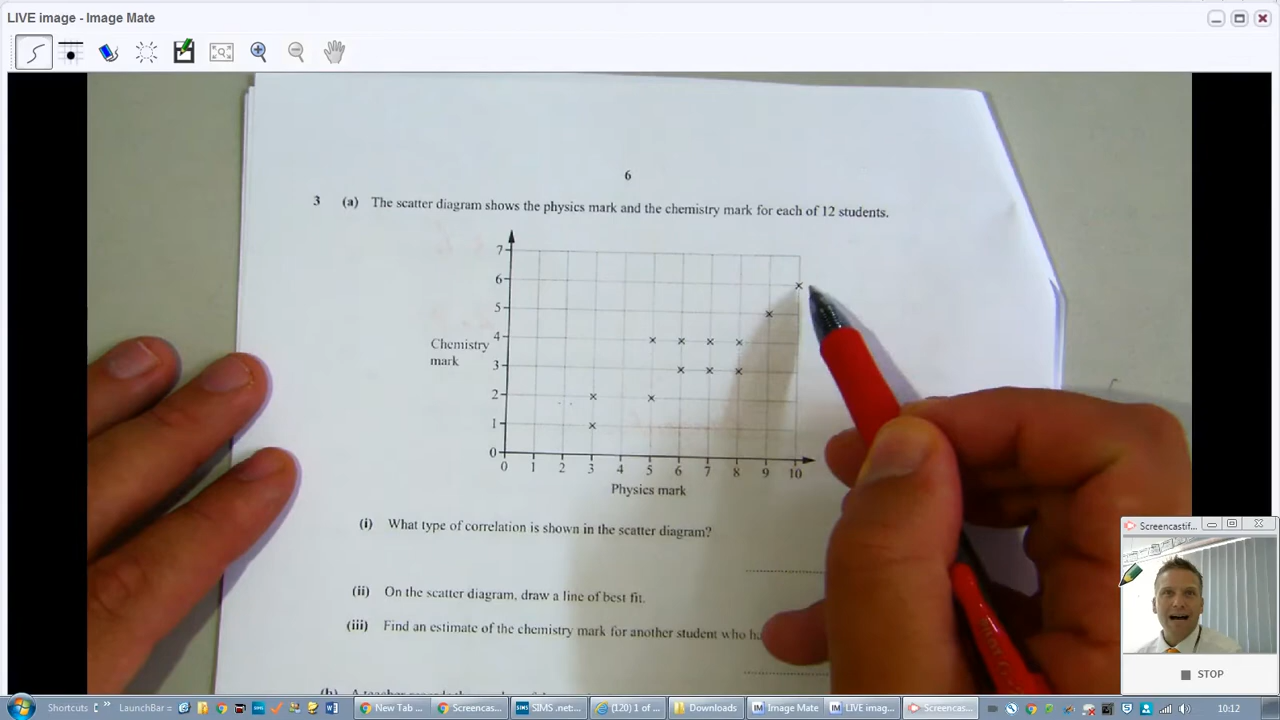 LIVE image - Image Mate
6
3 (a) The scatter diagram shows the physics mark and the chemistry mark for each of 12 students.
7
6
5
4
3
2
1
0
Chemistry
mark
0 1 2 3 4 5 6 7 8 9 10
Physics mark
(i) What type of correlation is shown in the scatter diagram?
(ii) On the scatter diagram, draw a line of best fit.
(iii) Find an estimate of the chemistry mark for another student who
Screencastif...
STOP
Shortcuts LaunchBar New Tab Screencas... SIMS .net:... (120) 1 of ... Downloads Image Mate LIVE imag... Screencas... 10:12